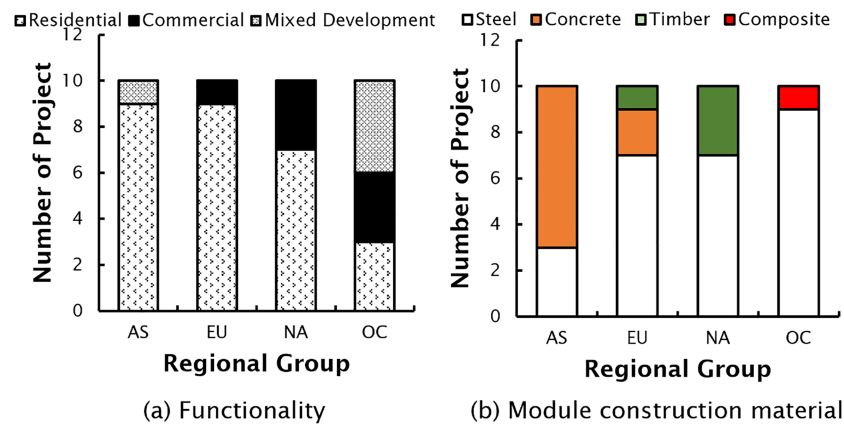 Residential Commercial Mixed Development
12
10
8
6
4
2
0
Number of Project
AS EU NA OC
Regional Group
(a) Functionality
Steel Concrete Timber Composite
12
10
8
6
4
2
0
Number of Project
AS EU NA OC
Regional Group
(b) Module construction material